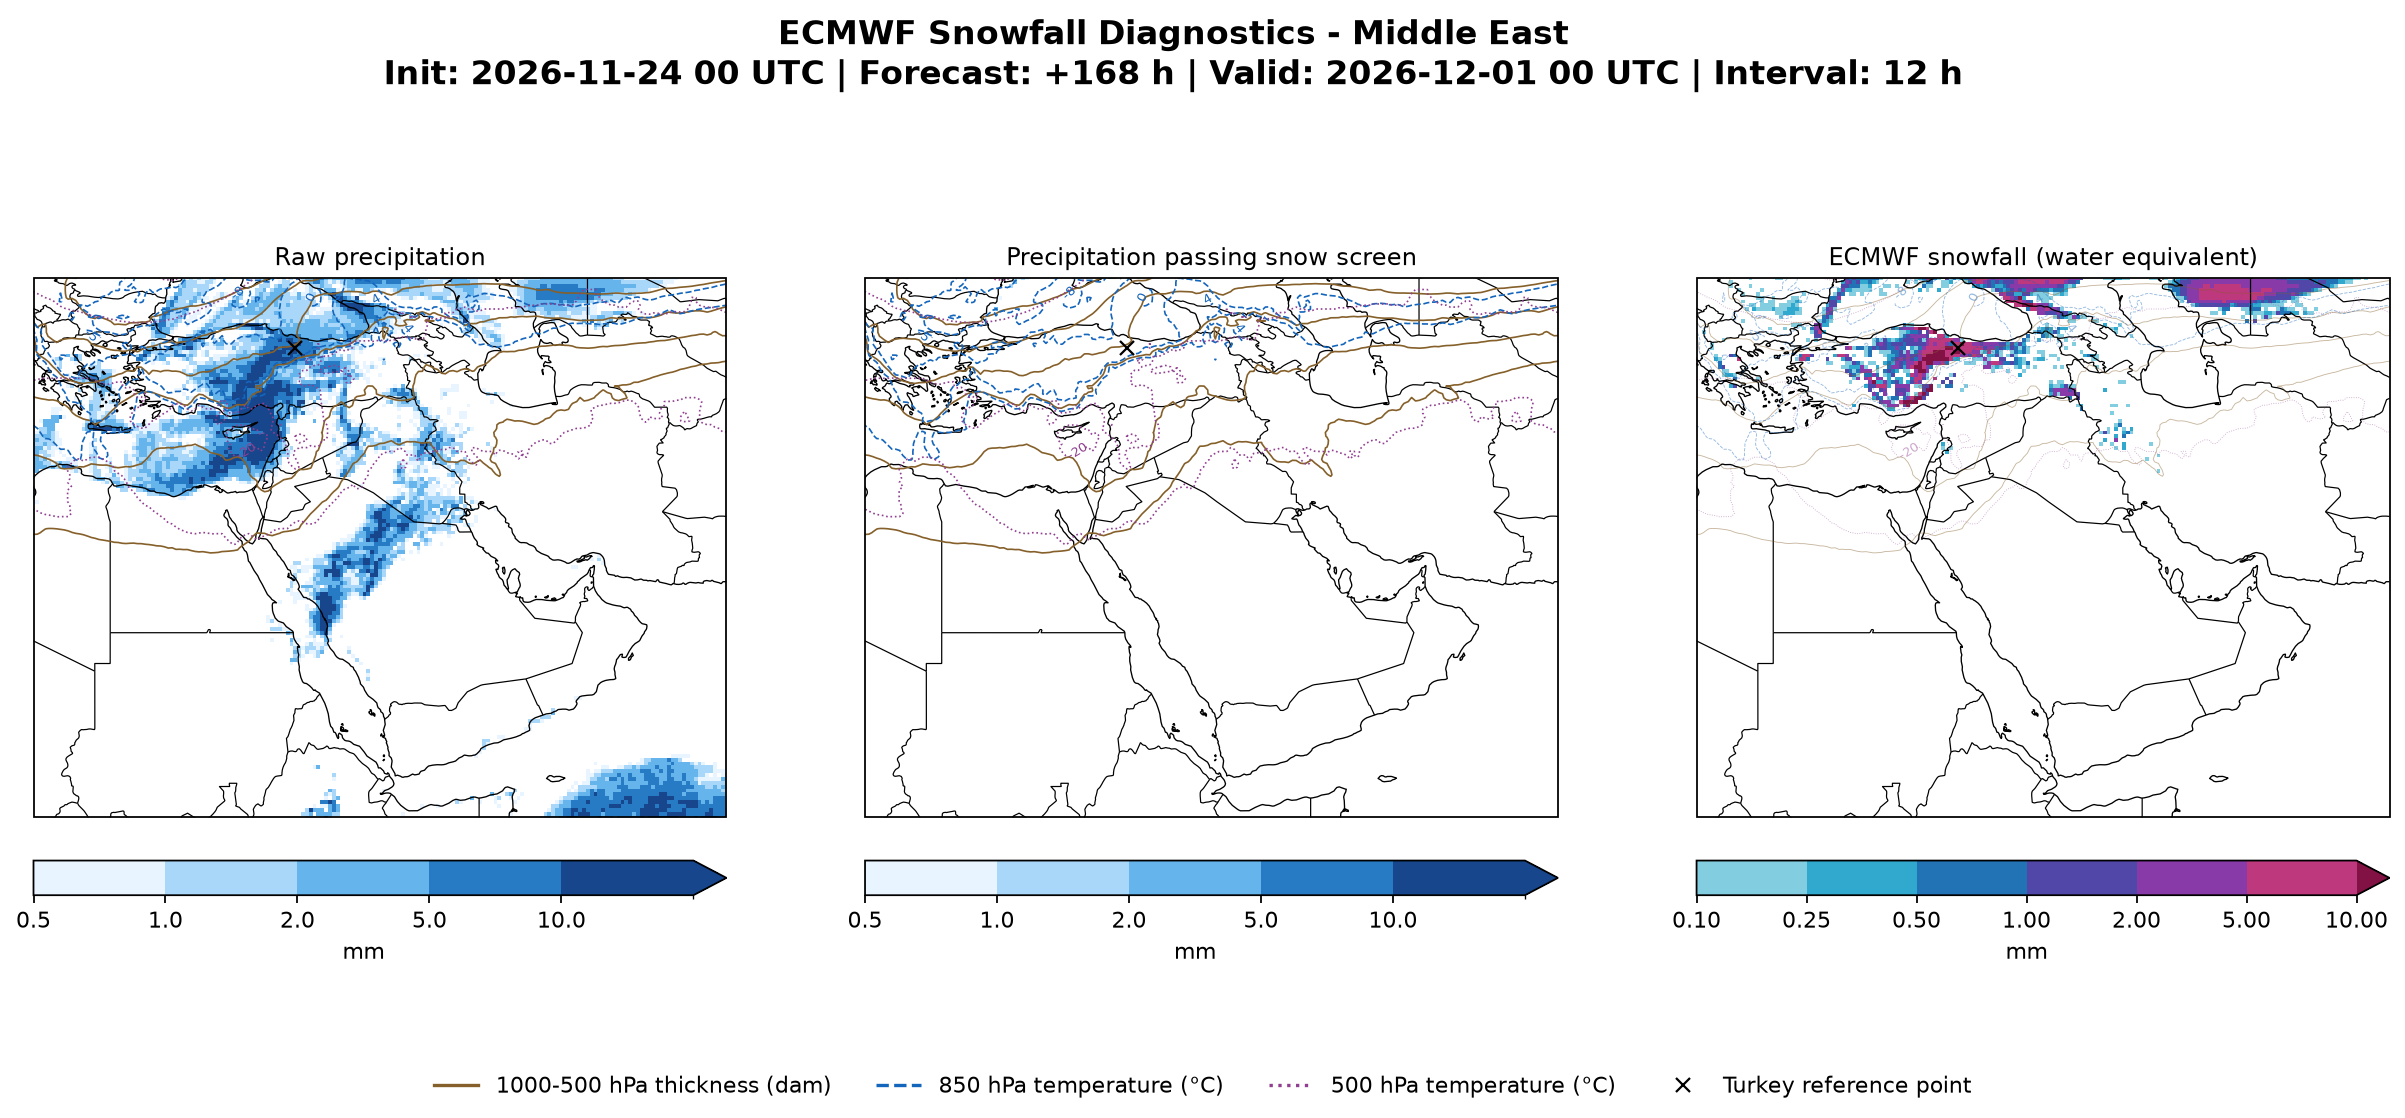 ECMWF Snowfall Diagnostics - Middle East
Init: 2026-11-24 00 UTC | Forecast: +168 h | Valid: 2026-12-01 00 UTC | Interval: 12 h
Raw precipitation
Precipitation passing snow screen
ECMWF snowfall (water equivalent)
-20
-20
0.5 1.0 2.0 5.0 10.0
mm
0.5 1.0 2.0 5.0 10.0
mm
0.10 0.25 0.50 1.00 2.00 5.00 10.00
mm
1000-500 hPa thickness (dam)
850 hPa temperature (°C)
500 hPa temperature (°C)
Turkey reference point